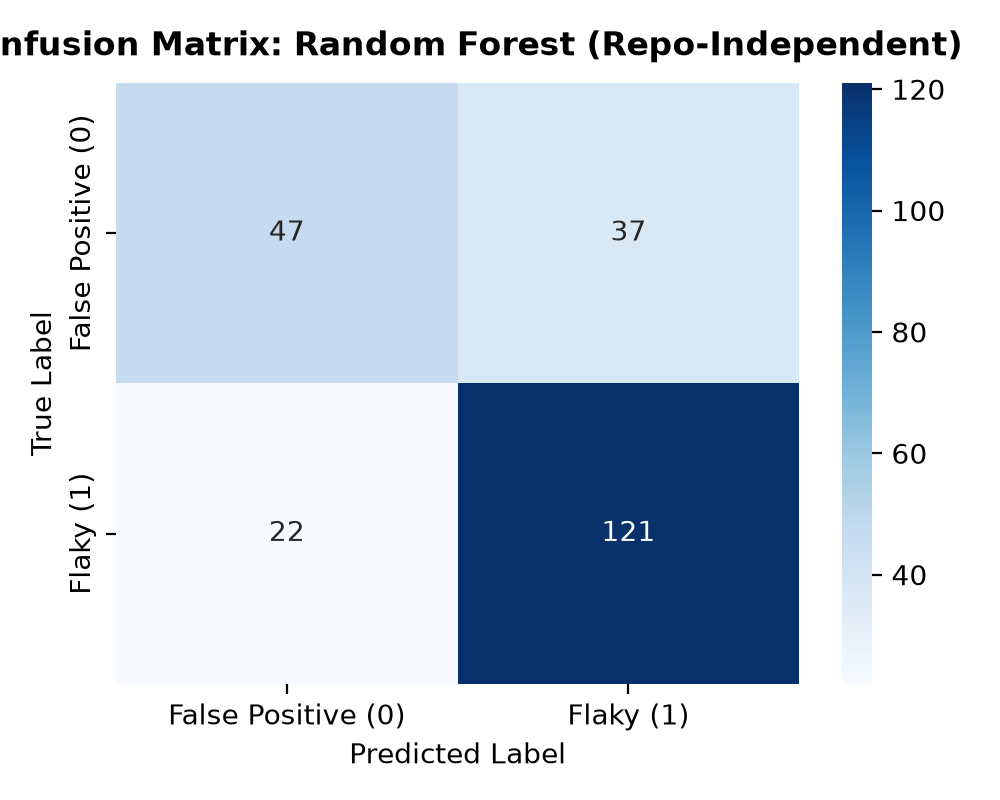 nfusion Matrix: Random Forest (Repo-Independent)
True Label
False Positive (0)
Flaky (1)
47
37
22
121
False Positive (0)
Flaky (1)
Predicted Label
120
100
80
60
40